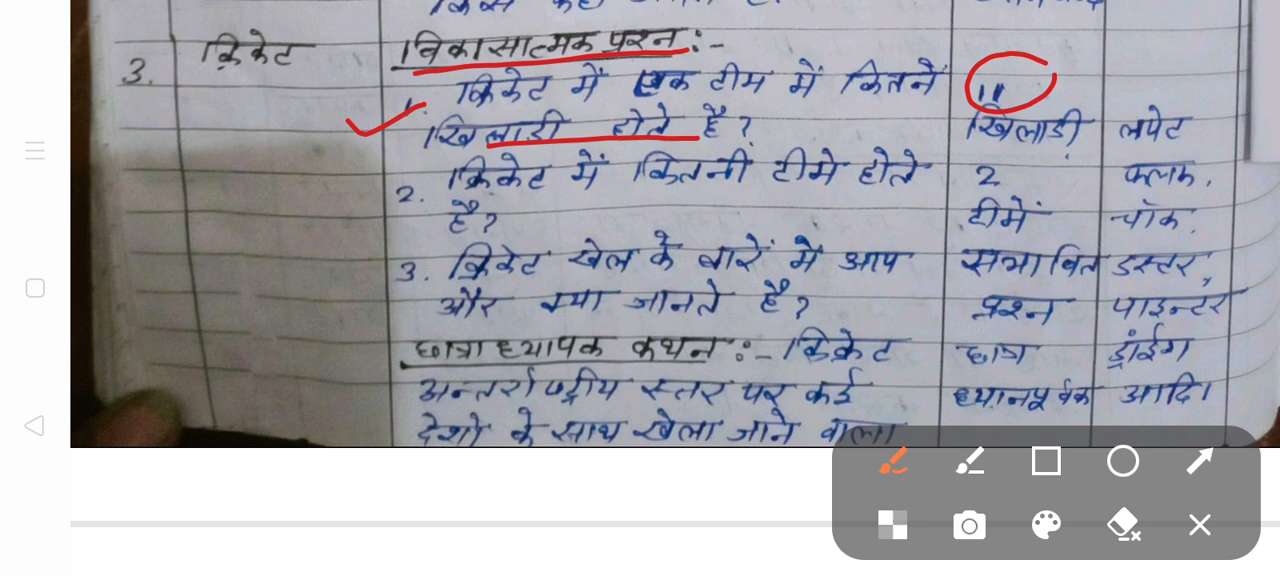 3. क्रिकेट विकासात्मक प्रश्न :-
1. क्रिकेट में एक टीम में कितने 11
खिलाडी होते है? खिलाडी लपेट
2. क्रिकेट में कितनी टीमे होते 2 फलक,
है? टीमें चॉक,
3. क्रिकेट खेल के बारें में आप सम्भावित डस्टर,
और क्या जानते है? प्रश्न पाइन्टर
छात्राध्यापक कथन :- क्रिकेट छात्र ड्रॉईंग
अन्तर्राष्ट्रीय स्तर पर कई ध्यानपूर्वक आदि।
देशो के साथ खेला जाने वाला